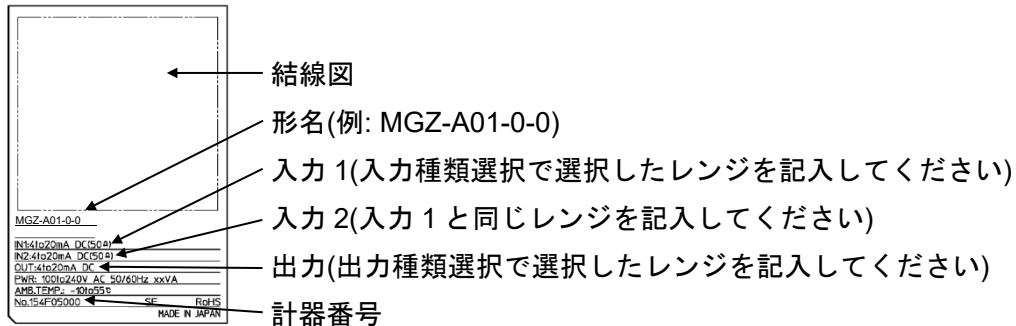 結線図
形名(例: MGZ-A01-0-0)
入力 1(入力種類選択で選択したレンジを記入してください)
入力 2(入力 1 と同じレンジを記入してください)
出力(出力種類選択で選択したレンジを記入してください)
計器番号
MGZ-A01-0-0
IN1:4to20mA DC(50Ω)
IN2:4to20mA DC(50Ω)
OUT:4to20mA DC
PWR: 100to240V AC 50/60Hz xxVA
AMB.TEMP.: -10to55℃
No.154F05000 SE RoHS
MADE IN JAPAN